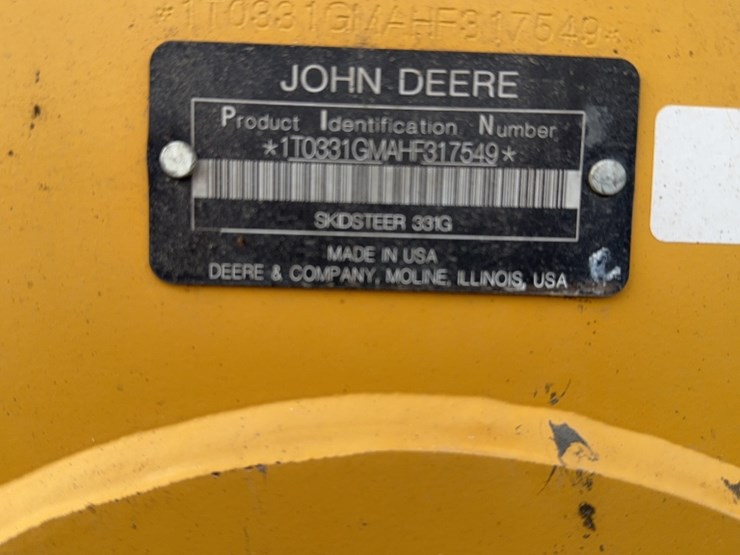 *1T0331GMAHF317549*
JOHN DEERE
Product Identification Number
*1T0331GMAHF317549*
SKIDSTEER 331G
MADE IN USA
DEERE & COMPANY, MOLINE, ILLINOIS, USA